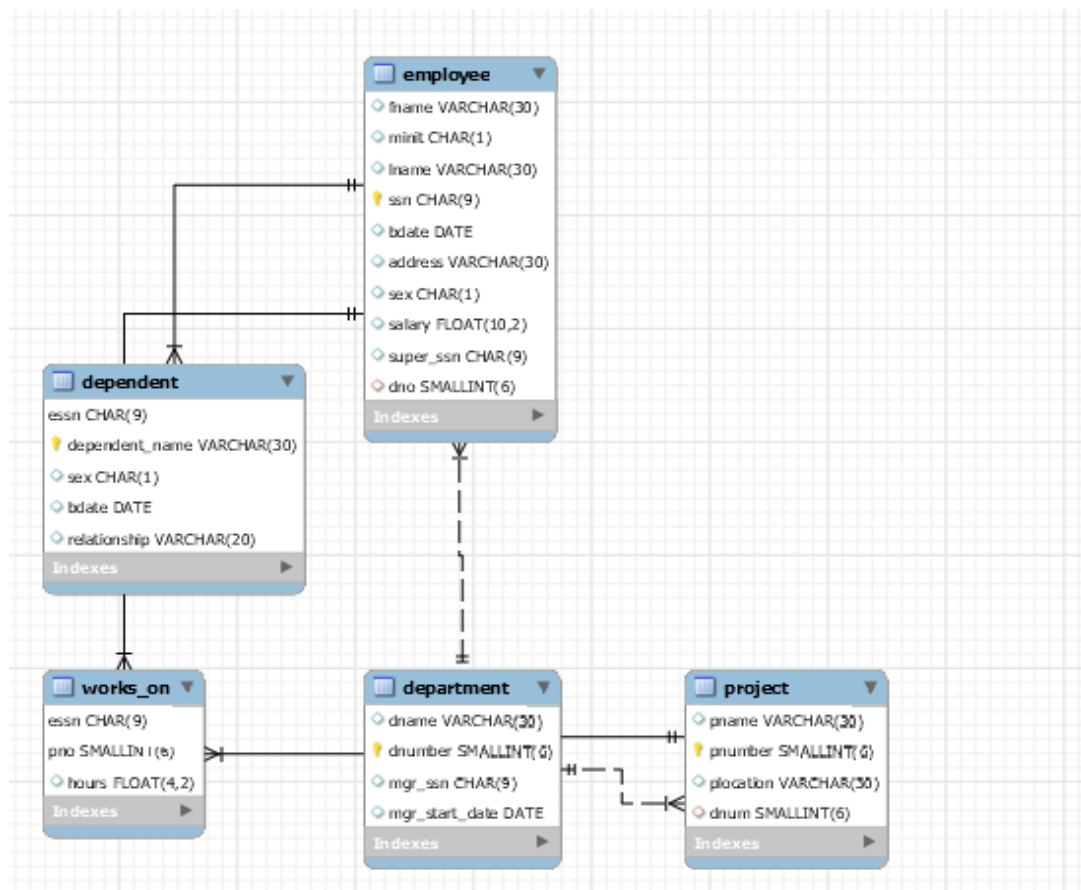 employee
fname VARCHAR(30)
minit CHAR(1)
lname VARCHAR(30)
ssn CHAR(9)
bdate DATE
address VARCHAR(30)
sex CHAR(1)
salary FLOAT(10,2)
super_ssn CHAR(9)
dno SMALLINT(6)
Indexes
dependent
essn CHAR(9)
dependent_name VARCHAR(30)
sex CHAR(1)
bdate DATE
relationship VARCHAR(20)
Indexes
works_on
essn CHAR(9)
pno SMALLINT(6)
hours FLOAT(4,2)
Indexes
department
dname VARCHAR(30)
dnumber SMALLINT(6)
mgr_ssn CHAR(9)
mgr_start_date DATE
Indexes
project
pname VARCHAR(30)
pnumber SMALLINT(6)
plocation VARCHAR(30)
dnum SMALLINT(6)
Indexes